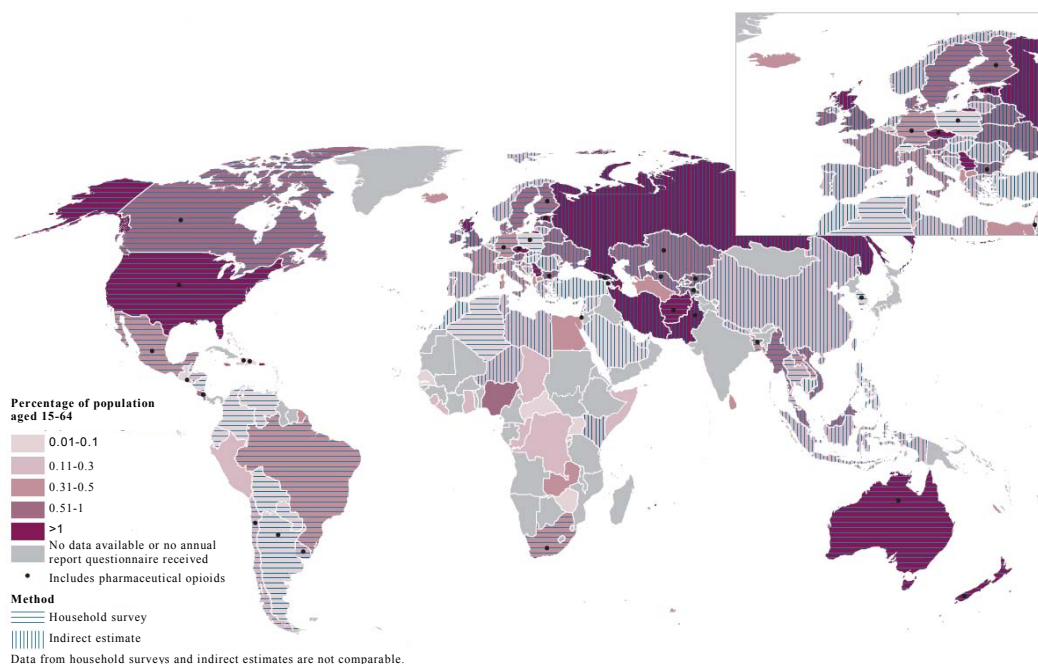 Percentage of population
aged 15-64
0.01-0.1
0.11-0.3
0.31-0.5
0.51-1
>1
No data available or no annual
report questionnaire received
Includes pharmaceutical opioids
Method
Household survey
Indirect estimate
Data from household surveys and indirect estimates are not comparable.